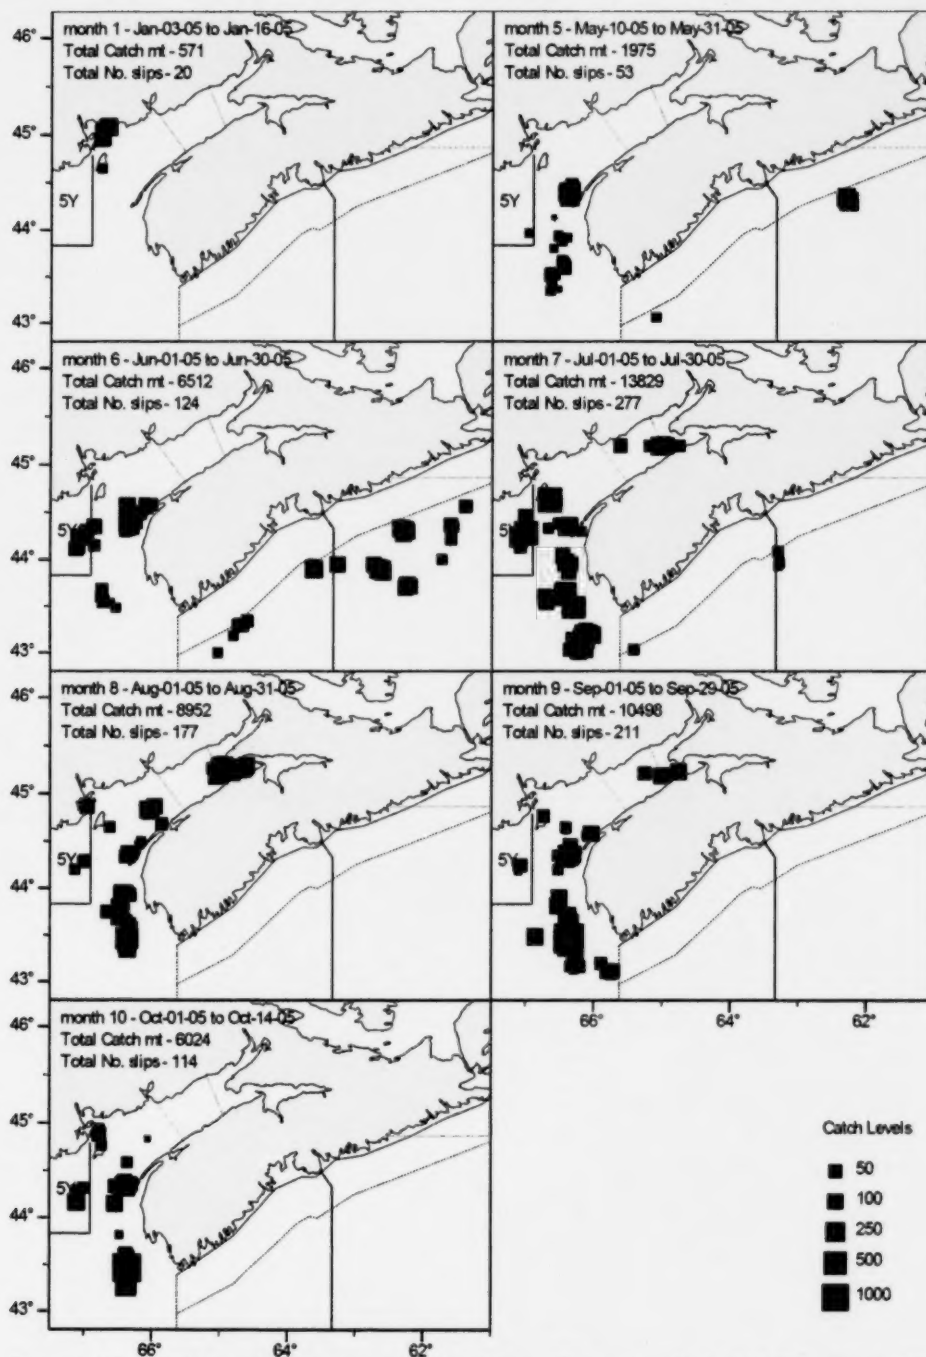 46°
month 1 - Jan-03-05 to Jan-16-05
Total Catch mt - 571
Total No. slips - 20
45°
5Y
44°
43°
month 5 - May-10-05 to May-31-05
Total Catch mt - 1975
Total No. slips - 53
5Y
46°
month 6 - Jun-01-05 to Jun-30-05
Total Catch mt - 6512
Total No. slips - 124
45°
5Y
44°
43°
month 7 - Jul-01-05 to Jul-30-05
Total Catch mt - 13829
Total No. slips - 277
5Y
46°
month 8 - Aug-01-05 to Aug-31-05
Total Catch mt - 8952
Total No. slips - 177
45°
5Y
44°
43°
month 9 - Sep-01-05 to Sep-29-05
Total Catch mt - 10498
Total No. slips - 211
5Y
66°
64°
62°
46°
month 10 - Oct-01-05 to Oct-14-05
Total Catch mt - 6024
Total No. slips - 114
45°
5Y
44°
43°
66°
64°
62°
Catch Levels
50
100
250
500
1000